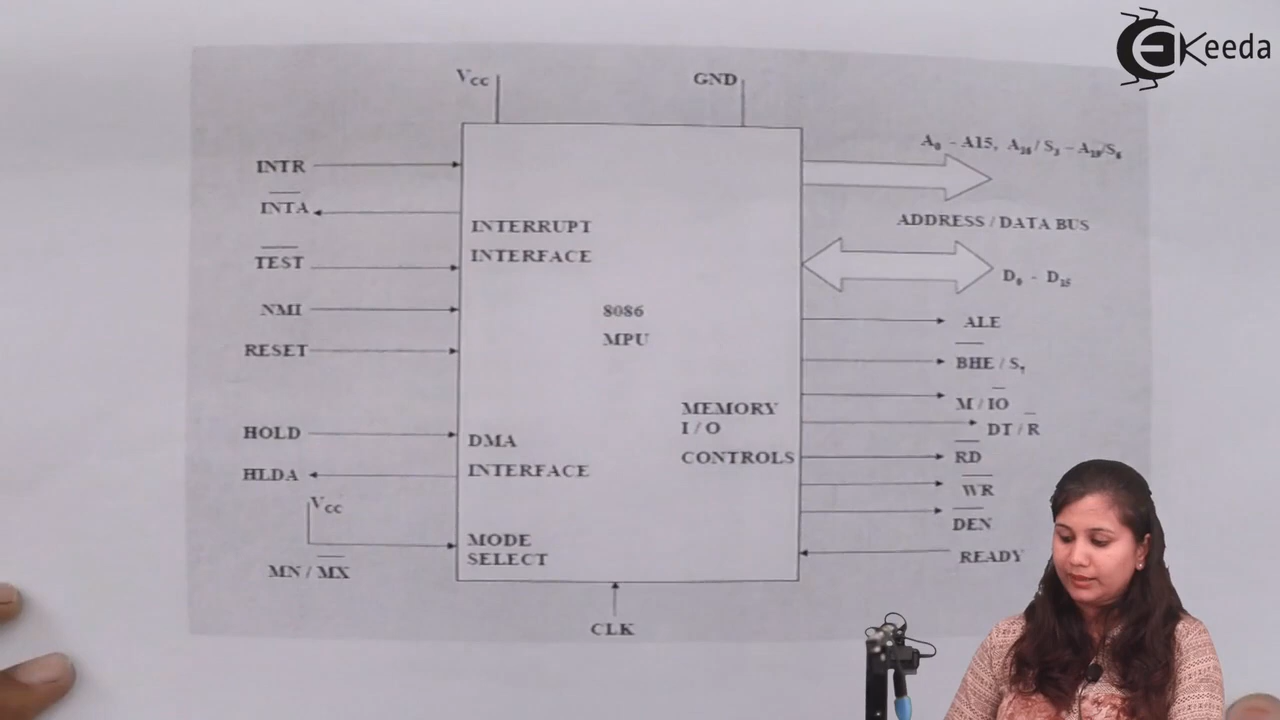 EKeeda
Vcc
GND
A0 - A15, A16/S3 - A19/S6
INTR
INTA
ADDRESS / DATA BUS
INTERRUPT
INTERFACE
TEST
D0 - D15
NMI
8086
MPU
ALE
RESET
BHE / S7
MEMORY
I / O
CONTROLS
M / IO
DT / R
HOLD
DMA
INTERFACE
RD
HLDA
WR
Vcc
DEN
MODE
SELECT
READY
MN / MX
CLK